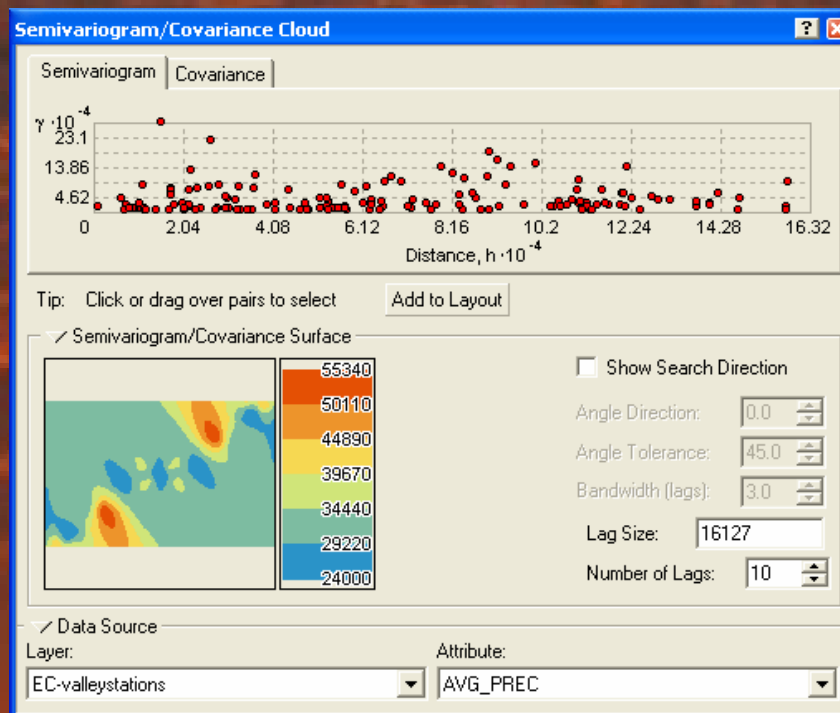 Semivariogram/Covariance Cloud
Semivariogram Covariance
γ ·10⁻⁴
23.1
13.86
4.62
0 2.04 4.08 6.12 8.16 10.2 12.24 14.28 16.32
Distance, h ·10⁻⁴
Tip: Click or drag over pairs to select Add to Layout
Semivariogram/Covariance Surface
55340
50110
44890
39670
34440
29220
24000
Show Search Direction
Angle Direction: 0.0
Angle Tolerance: 45.0
Bandwidth (lags): 3.0
Lag Size: 16127
Number of Lags: 10
Data Source
Layer: Attribute:
EC-valleystations AVG_PREC